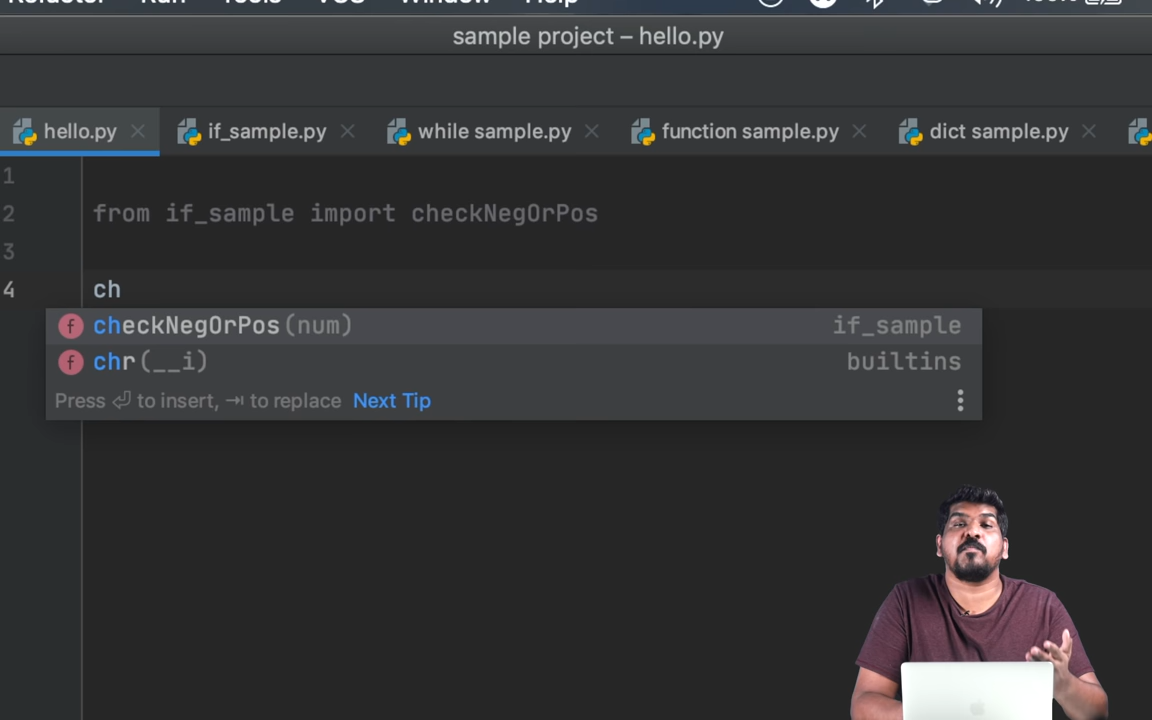 Refactor Run Tools VCS Window Help
sample project – hello.py
hello.py if_sample.py while sample.py function sample.py dict sample.py
1
2 from if_sample import checkNegOrPos
3
4 ch
checkNegOrPos(num) if_sample
chr(__i) builtins
Press ⏎ to insert, ⇥ to replace Next Tip